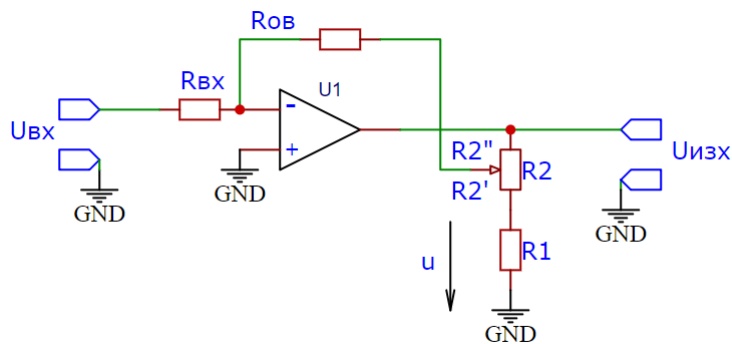 Rов
U1
Rвх
-
Uвх
+
R2"
R2
Uизх
R2'
GND
GND
GND
R1
u
GND